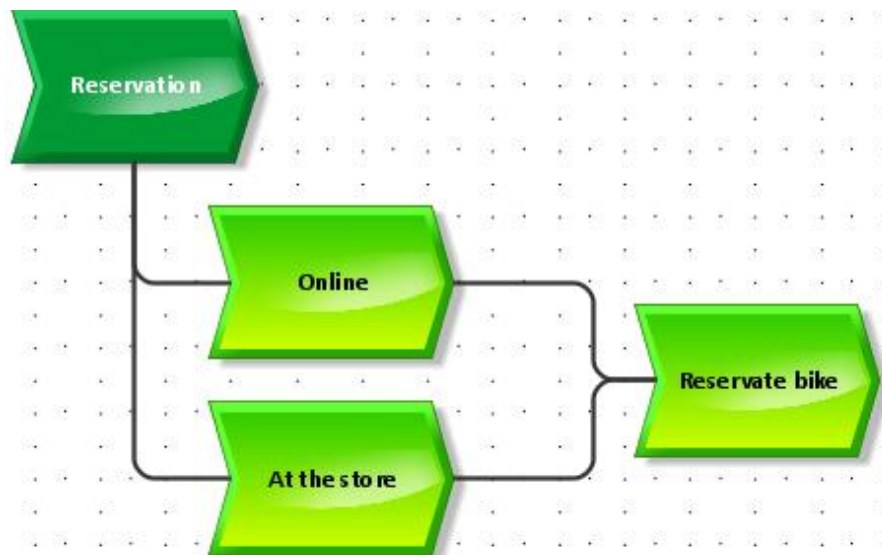 Reservation
Online
Reservate bike
At the store